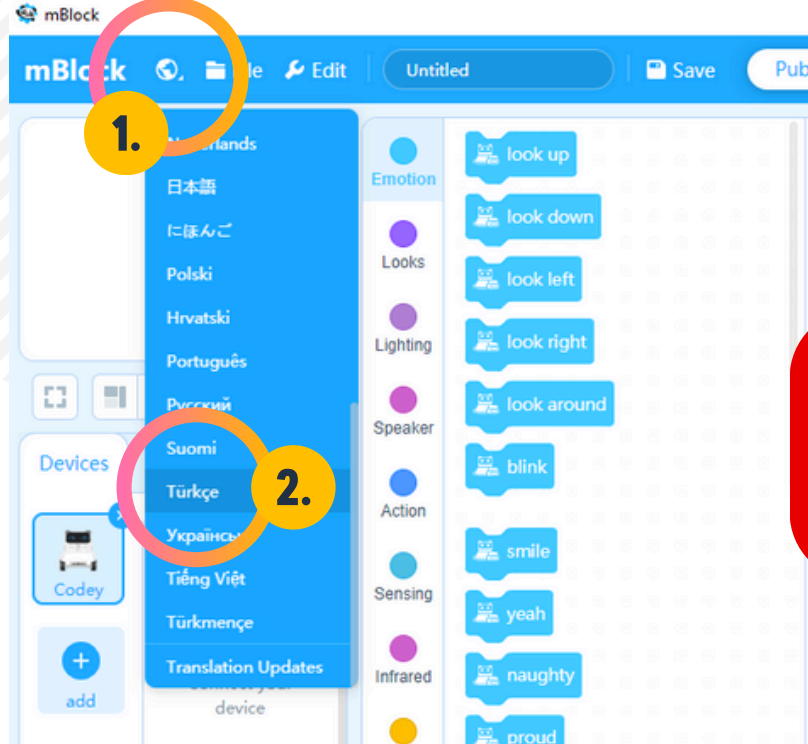 mBlock
mBlock
Edit
Untitled
Save
Pub
1.
日本語
にほんご
Polski
Hrvatski
Português
Русский
Suomi
Türkçe
2.
Tiếng Việt
Türkmençe
Translation Updates
device
Devices
Codey
add
Emotion
Looks
Lighting
Speaker
Action
Sensing
Infrared
look up
look down
look left
look right
look around
blink
smile
yeah
naughty
proud